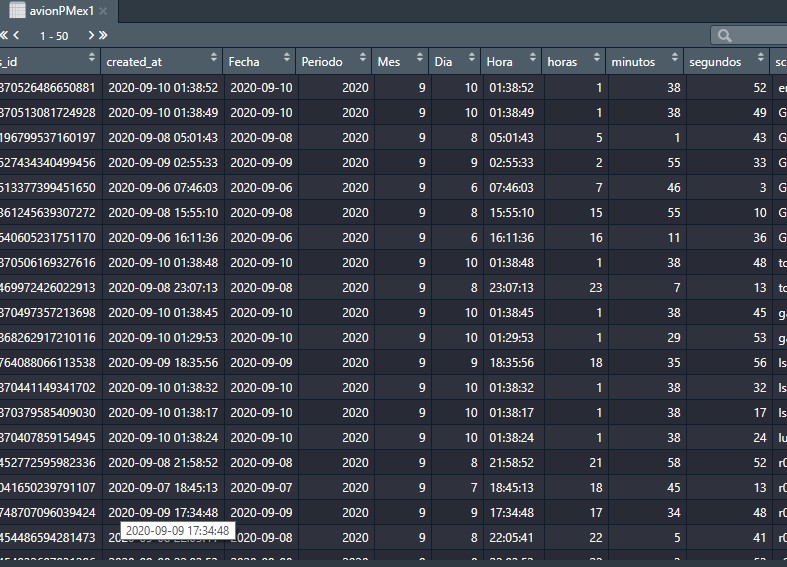 avionPMex1
1 - 50
s_id created_at Fecha Periodo Mes Dia Hora horas minutos segundos sc
370526486650881 2020-09-10 01:38:52 2020-09-10 2020 9 10 01:38:52 1 38 52 en
370513081724928 2020-09-10 01:38:49 2020-09-10 2020 9 10 01:38:49 1 38 49 G
196799537160197 2020-09-08 05:01:43 2020-09-08 2020 9 8 05:01:43 5 1 43 G
527434340499456 2020-09-09 02:55:33 2020-09-09 2020 9 9 02:55:33 2 55 33 G
513377399451650 2020-09-06 07:46:03 2020-09-06 2020 9 6 07:46:03 7 46 3 G
361245639307272 2020-09-08 15:55:10 2020-09-08 2020 9 8 15:55:10 15 55 10 G
540605231751170 2020-09-06 16:11:36 2020-09-06 2020 9 6 16:11:36 16 11 36 G
370506169327616 2020-09-10 01:38:48 2020-09-10 2020 9 10 01:38:48 1 38 48 to
469972426022913 2020-09-08 23:07:13 2020-09-08 2020 9 8 23:07:13 23 7 13 to
370497357213698 2020-09-10 01:38:45 2020-09-10 2020 9 10 01:38:45 1 38 45 ga
368262917210116 2020-09-10 01:29:53 2020-09-10 2020 9 10 01:29:53 1 29 53 ga
764088066113538 2020-09-09 18:35:56 2020-09-09 2020 9 9 18:35:56 18 35 56 ls
370441149341702 2020-09-10 01:38:32 2020-09-10 2020 9 10 01:38:32 1 38 32 ls
370379585409030 2020-09-10 01:38:17 2020-09-10 2020 9 10 01:38:17 1 38 17 ls
370407859154945 2020-09-10 01:38:24 2020-09-10 2020 9 10 01:38:24 1 38 24 lu
452772595982336 2020-09-08 21:58:52 2020-09-08 2020 9 8 21:58:52 21 58 52 r0
041650239791107 2020-09-07 18:45:13 2020-09-07 2020 9 7 18:45:13 18 45 13 r0
748707096039424 2020-09-09 17:34:48 2020-09-09 2020 9 9 17:34:48 17 34 48 r0
2020-09-09 17:34:48
454486594281473 2020-09-08 2020 9 8 22:05:41 22 5 41 r0